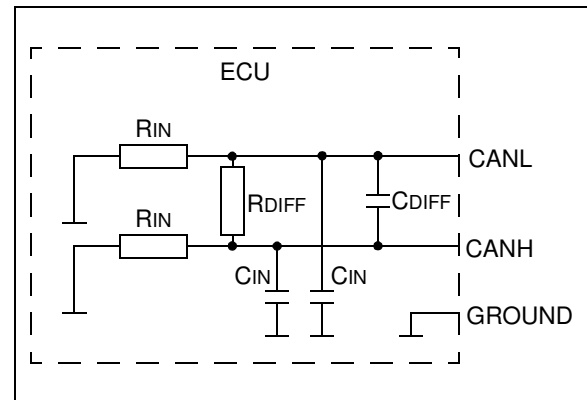 ECU
RIN
CANL
RDIFF
CDIFF
RIN
CANH
CIN
CIN
GROUND